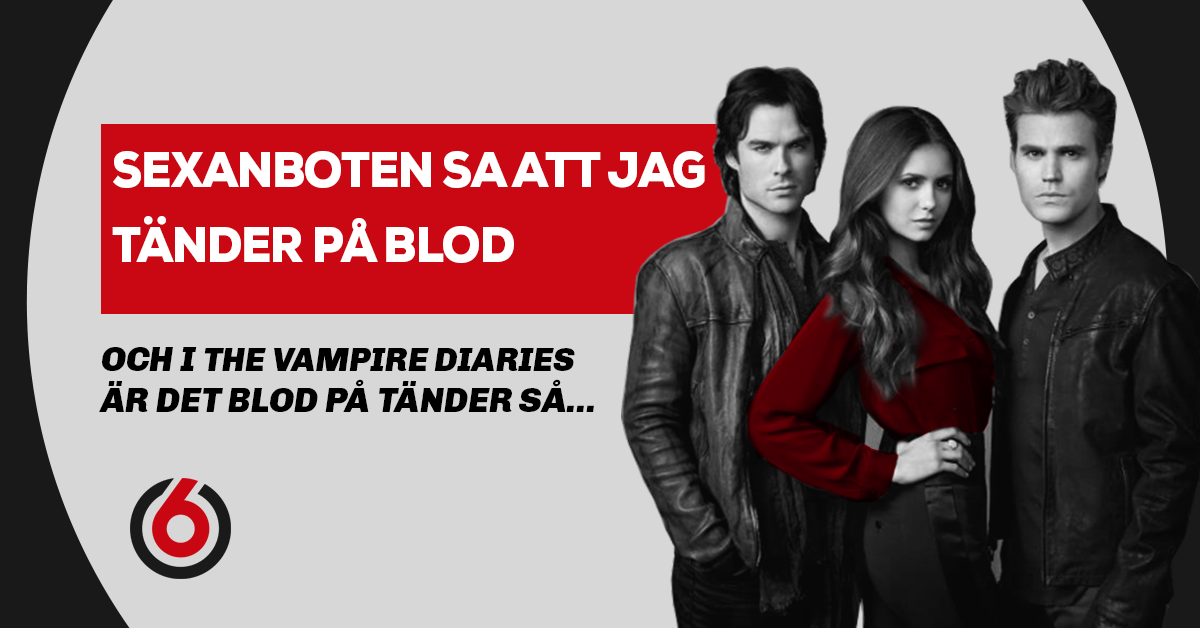 SEXANBOTEN SA ATT JAG
TÄNDER PÅ BLOD
OCH I THE VAMPIRE DIARIES
ÄR DET BLOD PÅ TÄNDER SÅ...
6